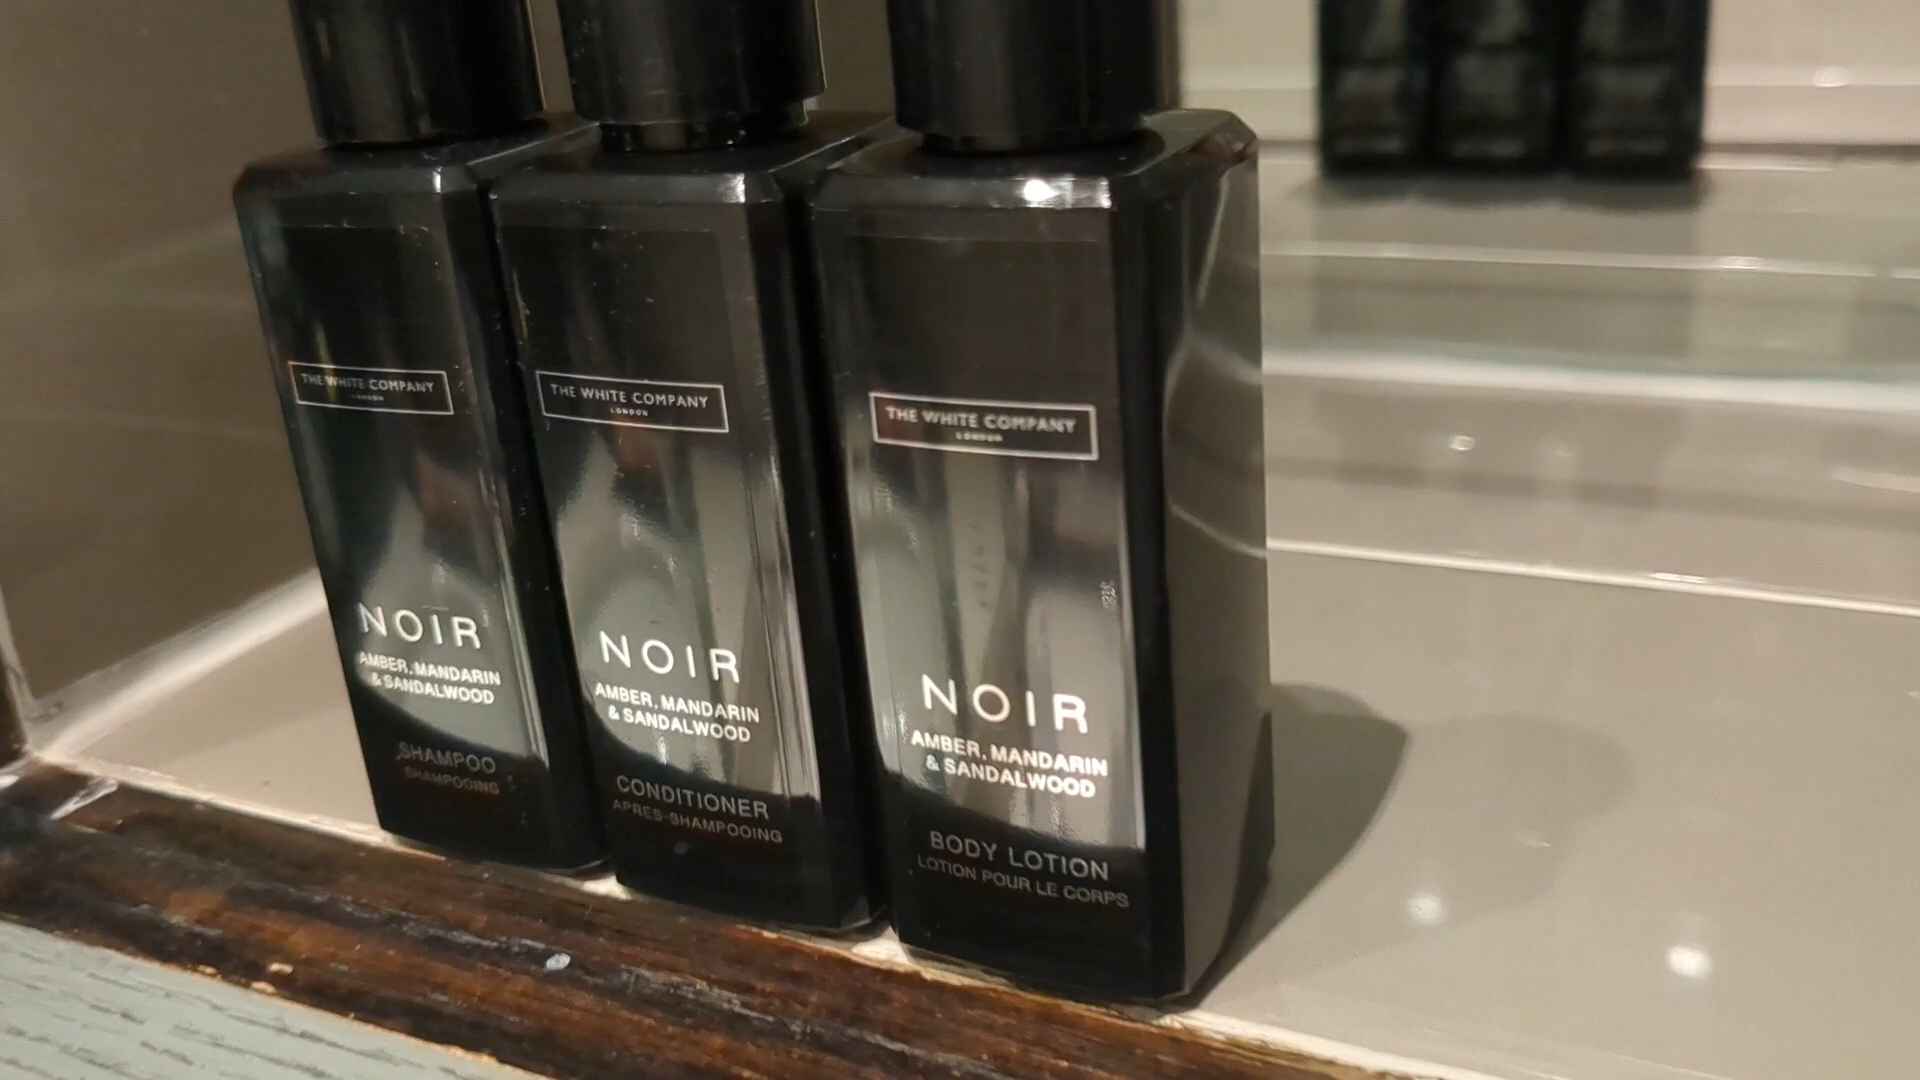 THE WHITE COMPANY
LONDON
NOIR
AMBER, MANDARIN
& SANDALWOOD
SHAMPOO
SHAMPOOING
THE WHITE COMPANY
LONDON
NOIR
AMBER, MANDARIN
& SANDALWOOD
CONDITIONER
APRES-SHAMPOOING
THE WHITE COMPANY
LONDON
NOIR
AMBER, MANDARIN
& SANDALWOOD
BODY LOTION
LOTION POUR LE CORPS